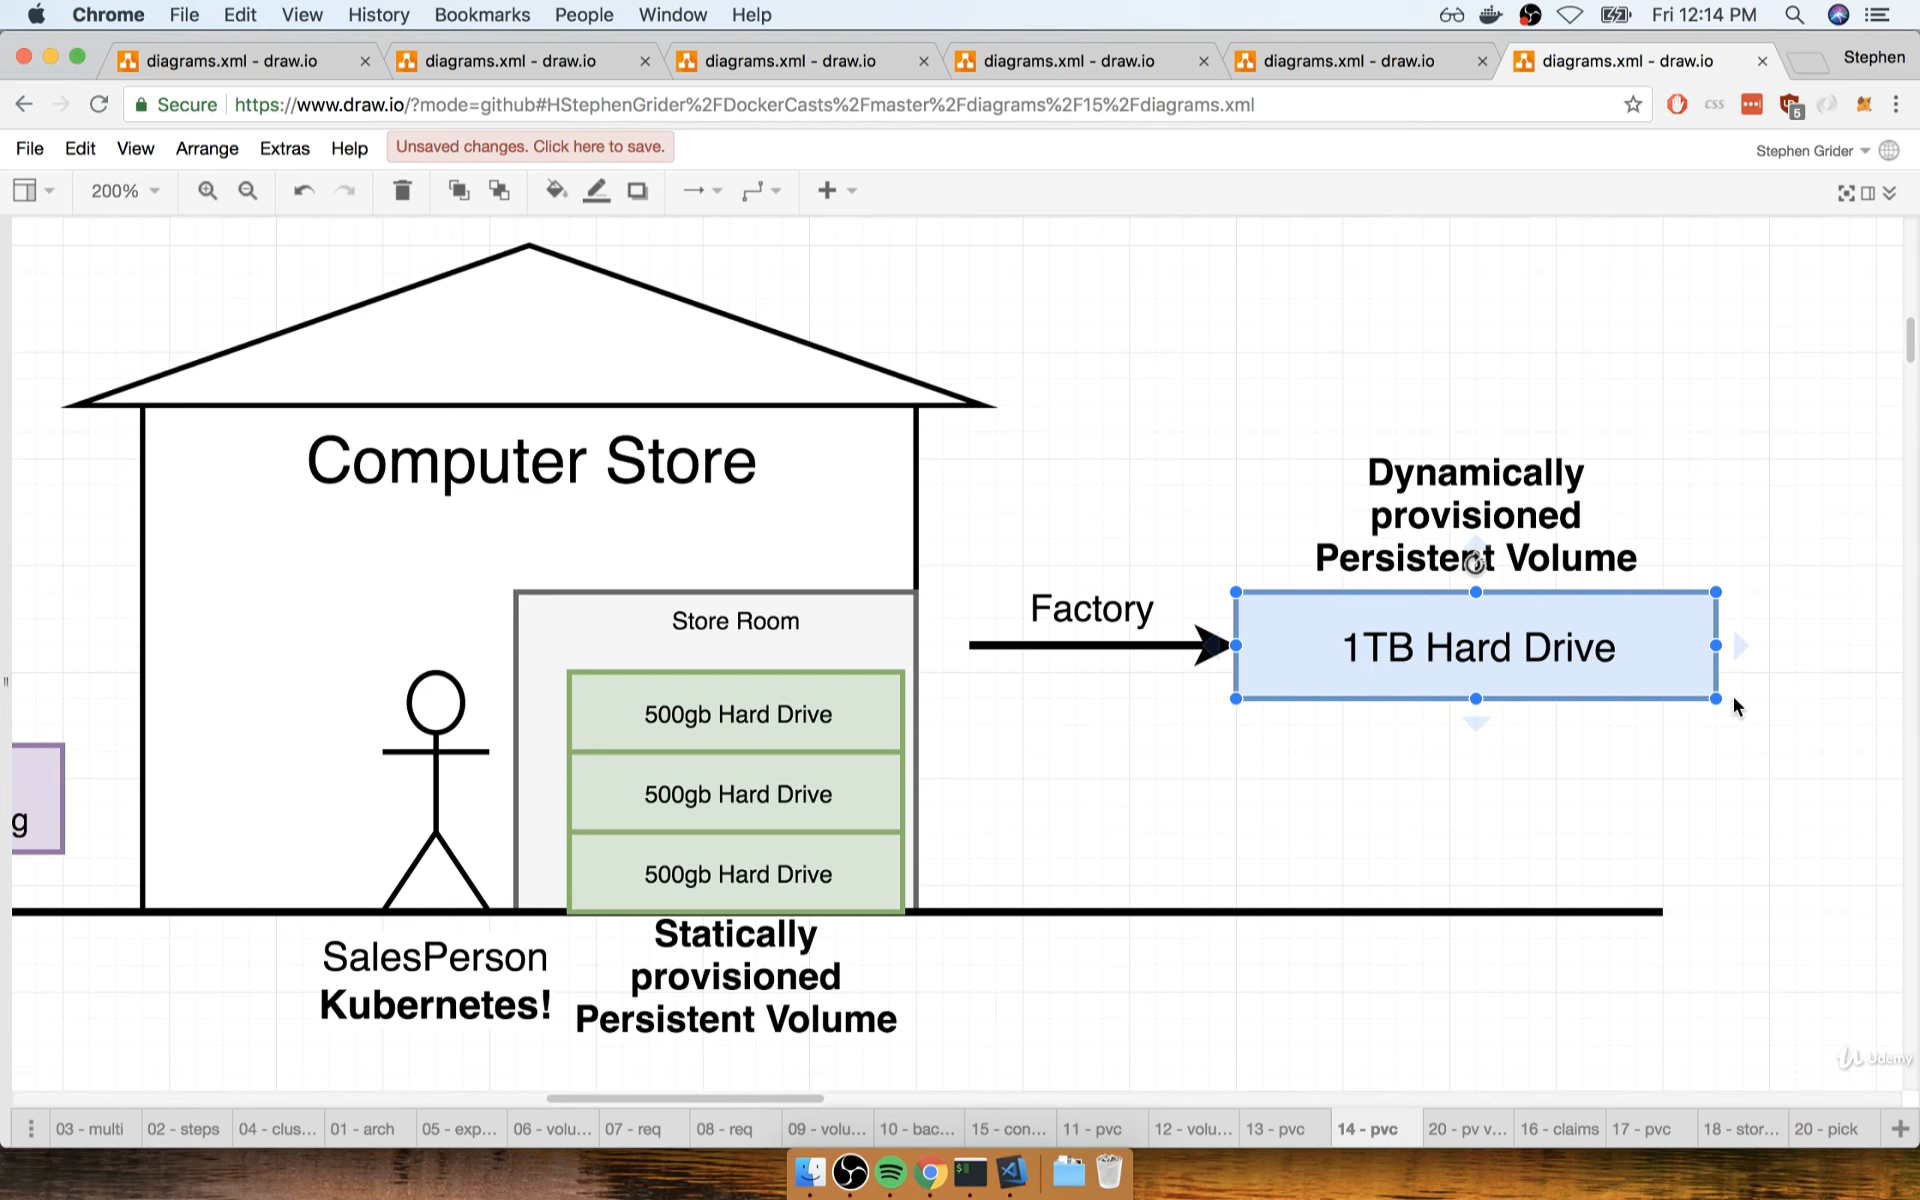 Chrome File Edit View History Bookmarks People Window Help Fri 12:14 PM
diagrams.xml - draw.io diagrams.xml - draw.io diagrams.xml - draw.io diagrams.xml - draw.io diagrams.xml - draw.io diagrams.xml - draw.io Stephen
Secure https://www.draw.io/?mode=github#HStephenGrider%2FDockerCasts%2Fmaster%2Fdiagrams%2F15%2Fdiagrams.xml css 5
File Edit View Arrange Extras Help Unsaved changes. Click here to save. Stephen Grider
200%
Computer Store
Dynamically
provisioned
Persistent Volume
Factory
1TB Hard Drive
Store Room
500gb Hard Drive
500gb Hard Drive
500gb Hard Drive
g
Statically
provisioned
Persistent Volume
SalesPerson
Kubernetes!
Udemy
03 - multi 02 - steps 04 - clus... 01 - arch 05 - exp... 06 - volu... 07 - req 08 - req 09 - volu... 10 - bac... 15 - con... 11 - pvc 12 - volu... 13 - pvc 14 - pvc 20 - pv v... 16 - claims 17 - pvc 18 - stor... 20 - pick